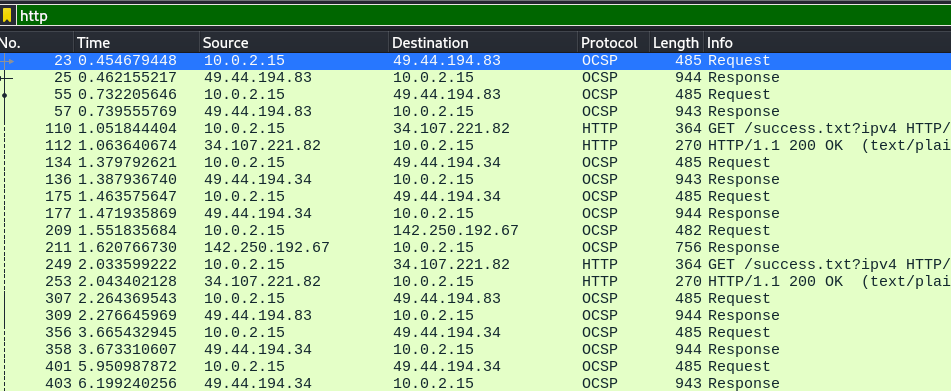 http
No. Time Source Destination Protocol Length Info
23 0.454679448 10.0.2.15 49.44.194.83 OCSP 485 Request
25 0.462155217 49.44.194.83 10.0.2.15 OCSP 944 Response
55 0.732205646 10.0.2.15 49.44.194.83 OCSP 485 Request
57 0.739555769 49.44.194.83 10.0.2.15 OCSP 943 Response
110 1.051844404 10.0.2.15 34.107.221.82 HTTP 364 GET /success.txt?ipv4 HTTP/
112 1.063640674 34.107.221.82 10.0.2.15 HTTP 270 HTTP/1.1 200 OK (text/plai
134 1.379792621 10.0.2.15 49.44.194.34 OCSP 485 Request
136 1.387936740 49.44.194.34 10.0.2.15 OCSP 943 Response
175 1.463575647 10.0.2.15 49.44.194.34 OCSP 485 Request
177 1.471935869 49.44.194.34 10.0.2.15 OCSP 944 Response
209 1.551835684 10.0.2.15 142.250.192.67 OCSP 482 Request
211 1.620766730 142.250.192.67 10.0.2.15 OCSP 756 Response
249 2.033599222 10.0.2.15 34.107.221.82 HTTP 364 GET /success.txt?ipv4 HTTP/
253 2.043402128 34.107.221.82 10.0.2.15 HTTP 270 HTTP/1.1 200 OK (text/plai
307 2.264369543 10.0.2.15 49.44.194.83 OCSP 485 Request
309 2.276645969 49.44.194.83 10.0.2.15 OCSP 944 Response
356 3.665432945 10.0.2.15 49.44.194.34 OCSP 485 Request
358 3.673310607 49.44.194.34 10.0.2.15 OCSP 944 Response
401 5.950987872 10.0.2.15 49.44.194.34 OCSP 485 Request
403 6.199240256 49.44.194.34 10.0.2.15 OCSP 943 Response